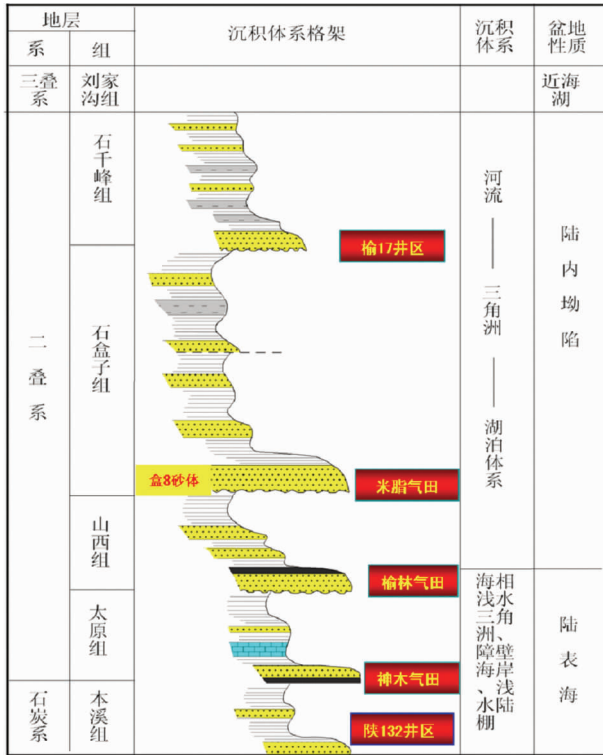 地层
系
组
沉积体系格架
沉积
体系
盆地
性质
三叠
系
刘家
沟组
近海
湖
石千峰组
榆17井区
河流——三角洲——湖泊体系
陆内坳陷
二叠系
石盒子组
盒8砂体
米脂气田
山西组
榆林气田
海相浅水三角洲、障壁海岸、浅水陆棚
陆表海
太原组
神木气田
石炭系
本溪组
陕132井区